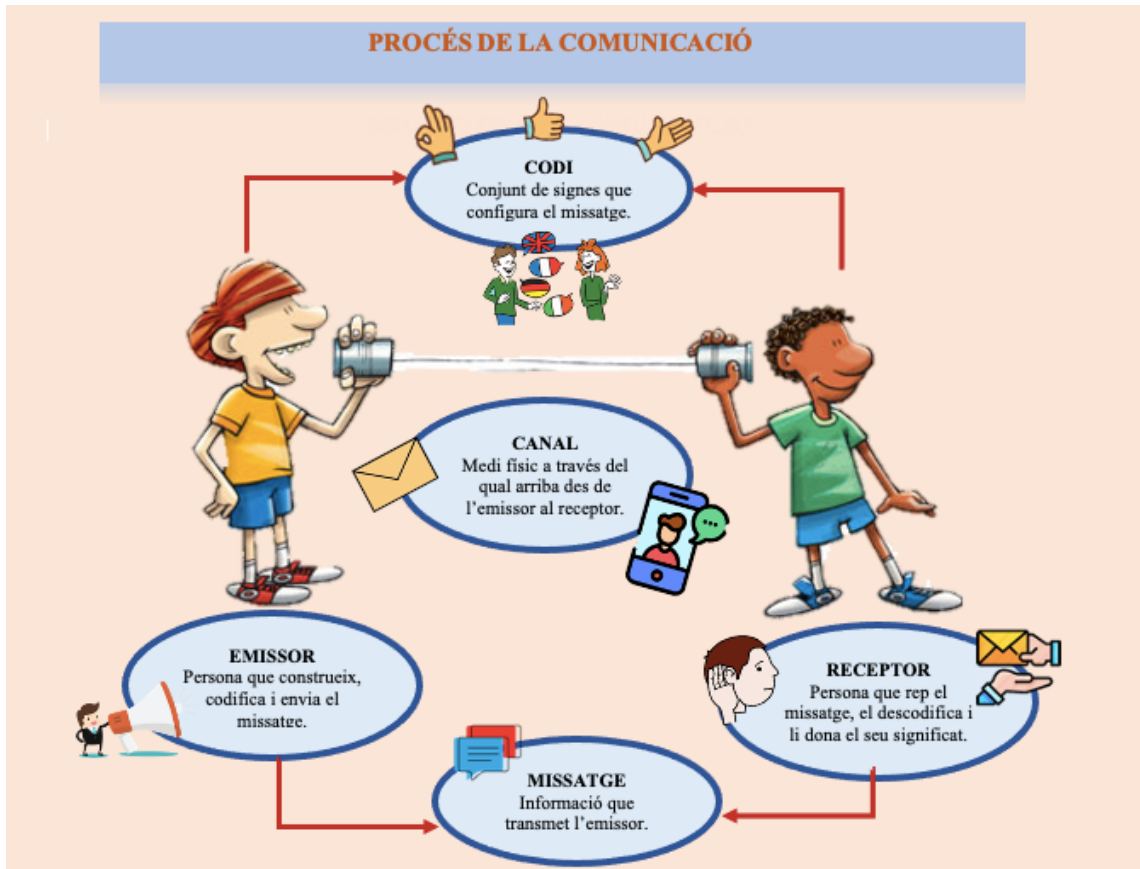 PROCÉS DE LA COMUNICACIÓ
CODI
Conjunt de signes que
configura el missatge.
CANAL
Medi físic a través del
qual arriba des de
l’emissor al receptor.
EMISSOR
Persona que construeix,
codifica i envia el
missatge.
RECEPTOR
Persona que rep el
missatge, el descodifica i
li dona el seu significat.
MISSATGE
Informació que
transmet l’emissor.